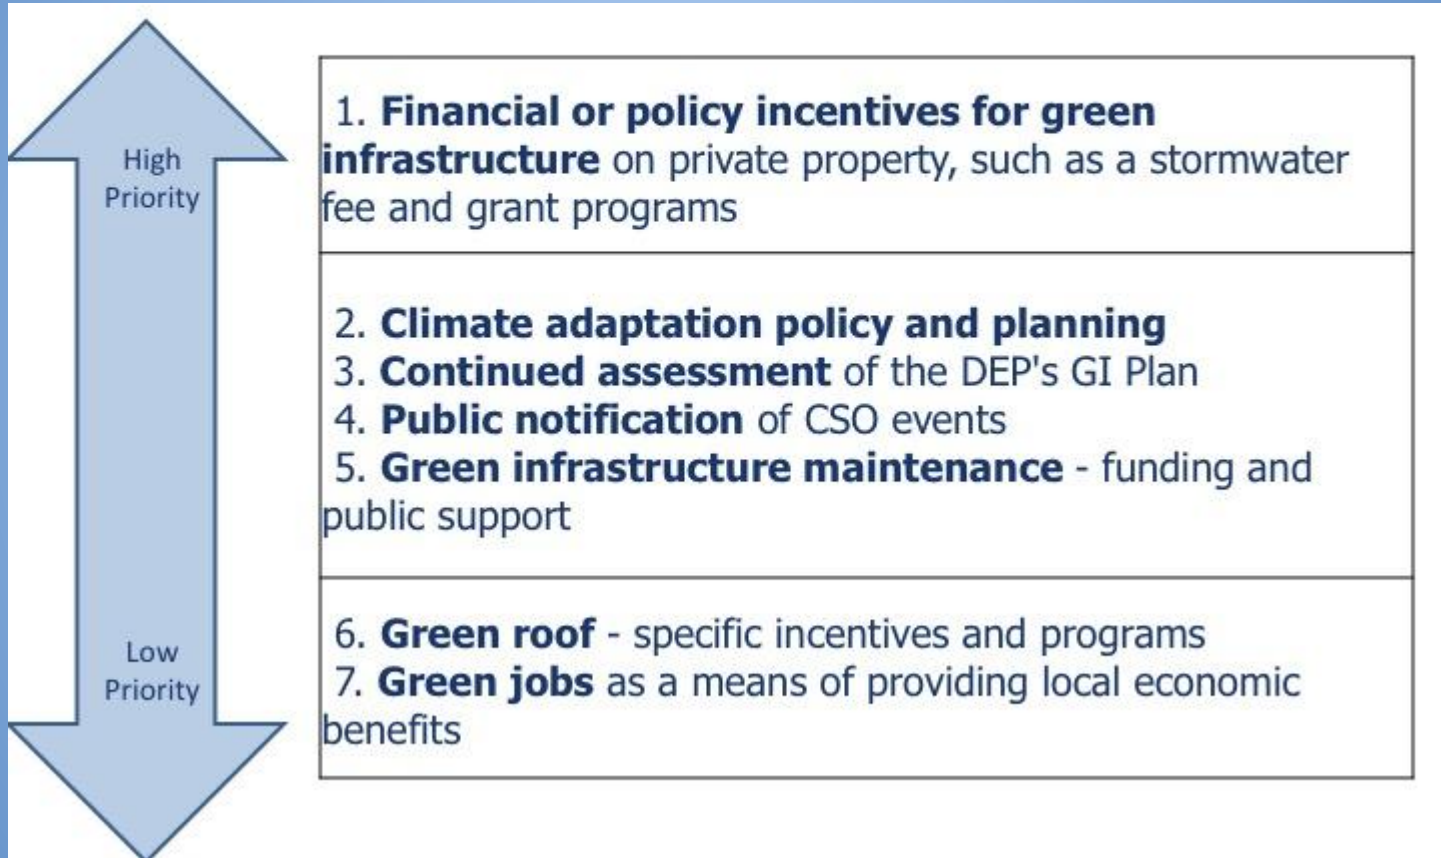 High
Priority
1. Financial or policy incentives for green
infrastructure on private property, such as a stormwater
fee and grant programs
2. Climate adaptation policy and planning
3. Continued assessment of the DEP's GI Plan
4. Public notification of CSO events
5. Green infrastructure maintenance - funding and
public support
Low
Priority
6. Green roof - specific incentives and programs
7. Green jobs as a means of providing local economic
benefits